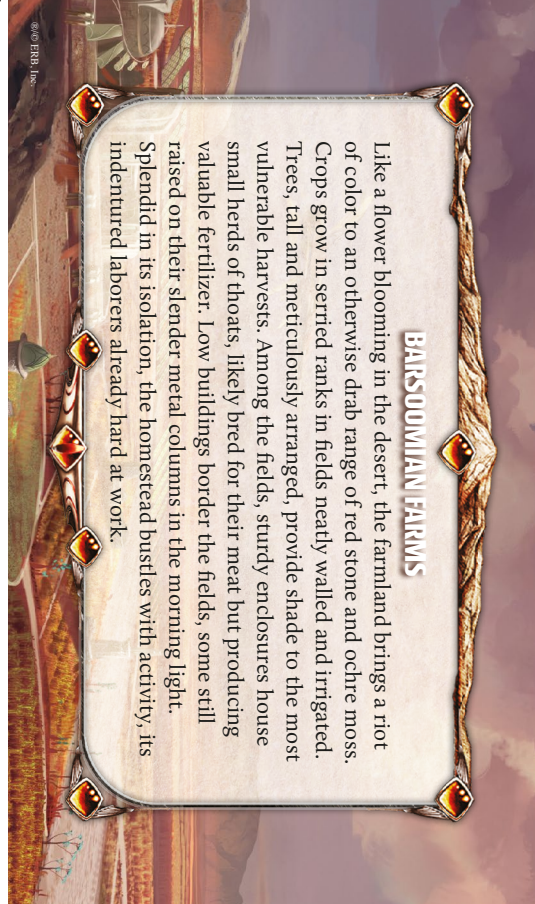 BARSOOMIAN FARMS
Like a flower blooming in the desert, the farmland brings a riot
of color to an otherwise drab range of red stone and ochre moss.
Crops grow in serried ranks in fields neatly walled and irrigated.
Trees, tall and meticulously arranged, provide shade to the most
vulnerable harvests. Among the fields, sturdy enclosures house
small herds of thoats, likely bred for their meat but producing
valuable fertilizer. Low buildings border the fields, some still
raised on their slender metal columns in the morning light.
Splendid in its isolation, the homestead bustles with activity, its
indentured laborers already hard at work.
®/© ERB, Inc.